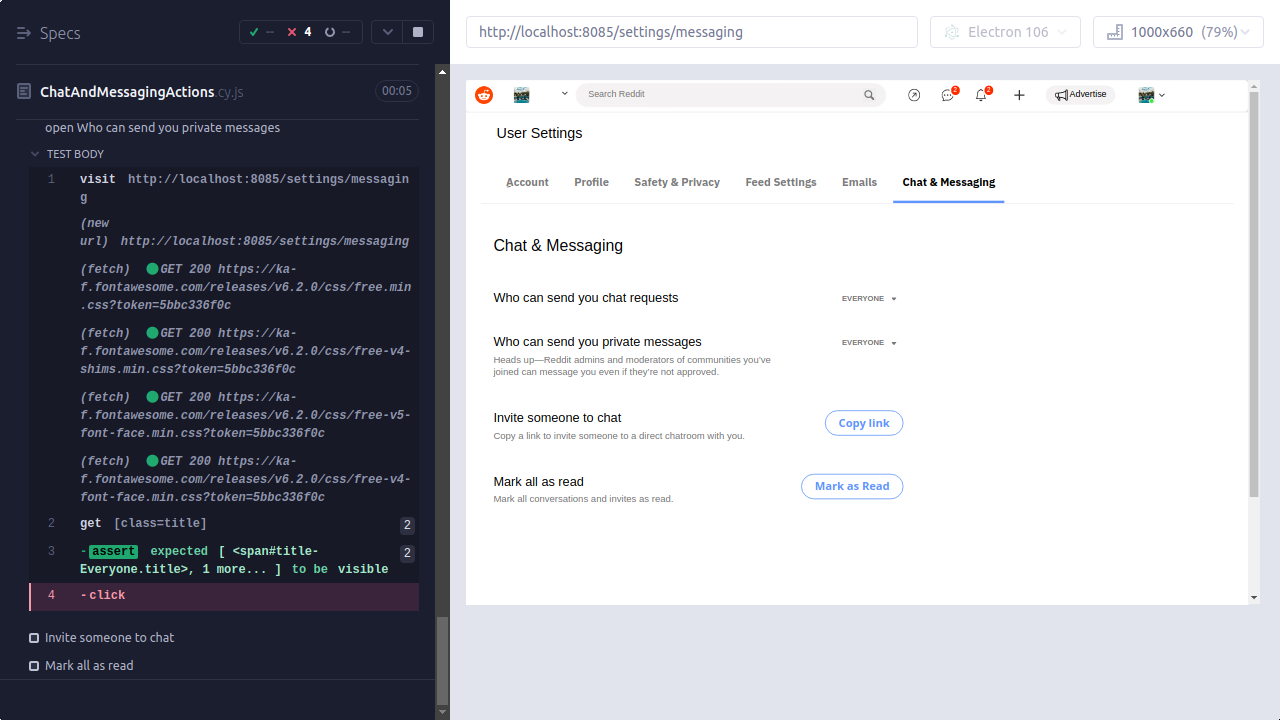 Specs
-- 4 --
ChatAndMessagingActions.cy.js 00:05
open Who can send you private messages
TEST BODY
1 visit http://localhost:8085/settings/messagin
g
(new
url) http://localhost:8085/settings/messaging
(fetch) GET 200 https://ka-
f.fontawesome.com/releases/v6.2.0/css/free.min
.css?token=5bbc336f0c
(fetch) GET 200 https://ka-
f.fontawesome.com/releases/v6.2.0/css/free-v4-
shims.min.css?token=5bbc336f0c
(fetch) GET 200 https://ka-
f.fontawesome.com/releases/v6.2.0/css/free-v5-
font-face.min.css?token=5bbc336f0c
(fetch) GET 200 https://ka-
f.fontawesome.com/releases/v6.2.0/css/free-v4-
font-face.min.css?token=5bbc336f0c
2 get [class=title] 2
3 -assert expected [ <span#title- 2
Everyone.title>, 1 more... ] to be visible
4 -click
Invite someone to chat
Mark all as read
http://localhost:8085/settings/messaging
Electron 106
1000x660 (79%)
Search Reddit
2
2
Advertise
User Settings
Account Profile Safety & Privacy Feed Settings Emails Chat & Messaging
Chat & Messaging
Who can send you chat requests EVERYONE
Who can send you private messages EVERYONE
Heads up—Reddit admins and moderators of communities you've
joined can message you even if they're not approved.
Invite someone to chat Copy link
Copy a link to invite someone to a direct chatroom with you.
Mark all as read Mark as Read
Mark all conversations and invites as read.